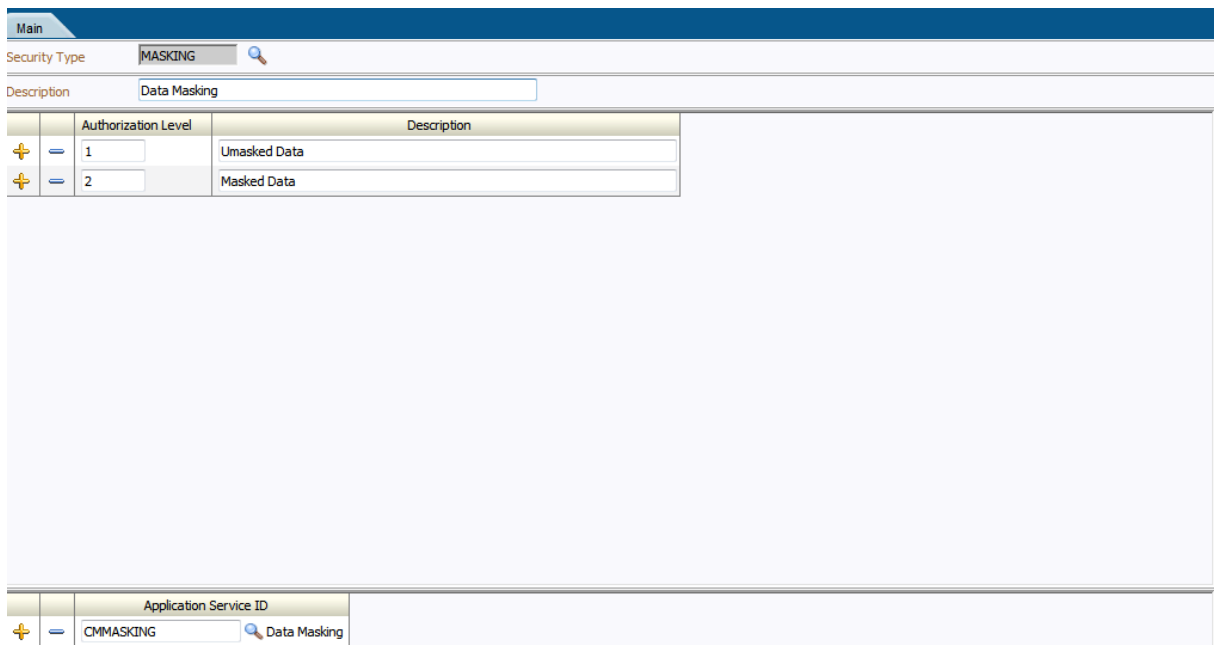 Main
Security Type MASKING
Description Data Masking
Authorization Level Description
1 Umasked Data
2 Masked Data
Application Service ID
CMMASKING Data Masking